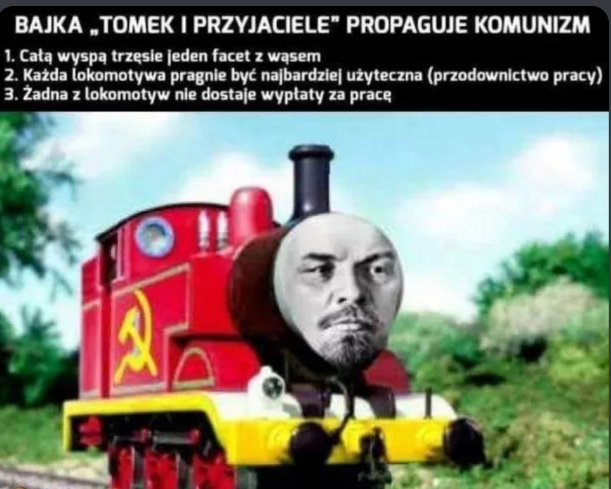 BAJKA „TOMEK I PRZYJACIELE" PROPAGUJE KOMUNIZM
1. Całą wyspą trzęsie jeden facet z wąsem
2. Każda lokomotywa pragnie być najbardziej użyteczna (przodownictwo pracy)
3. Żadna z lokomotyw nie dostaje wypłaty za pracę